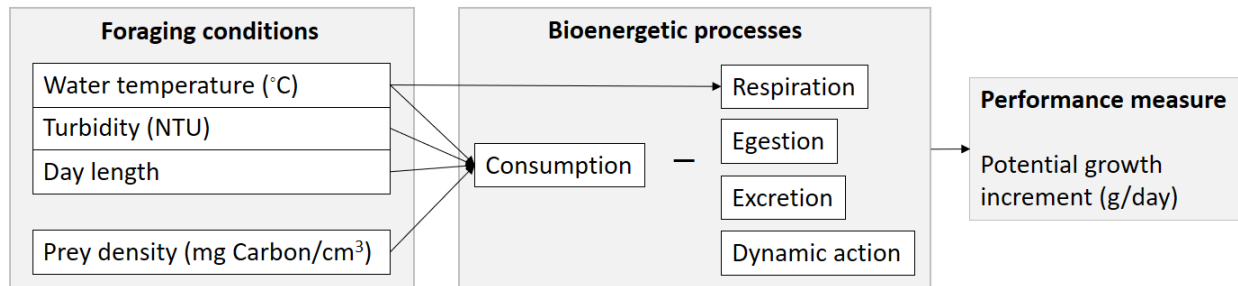 Foraging conditions
Water temperature (°C)
Turbidity (NTU)
Day length
Prey density (mg Carbon/cm³)
Bioenergetic processes
Consumption
–
Respiration
Egestion
Excretion
Dynamic action
Performance measure
Potential growth
increment (g/day)